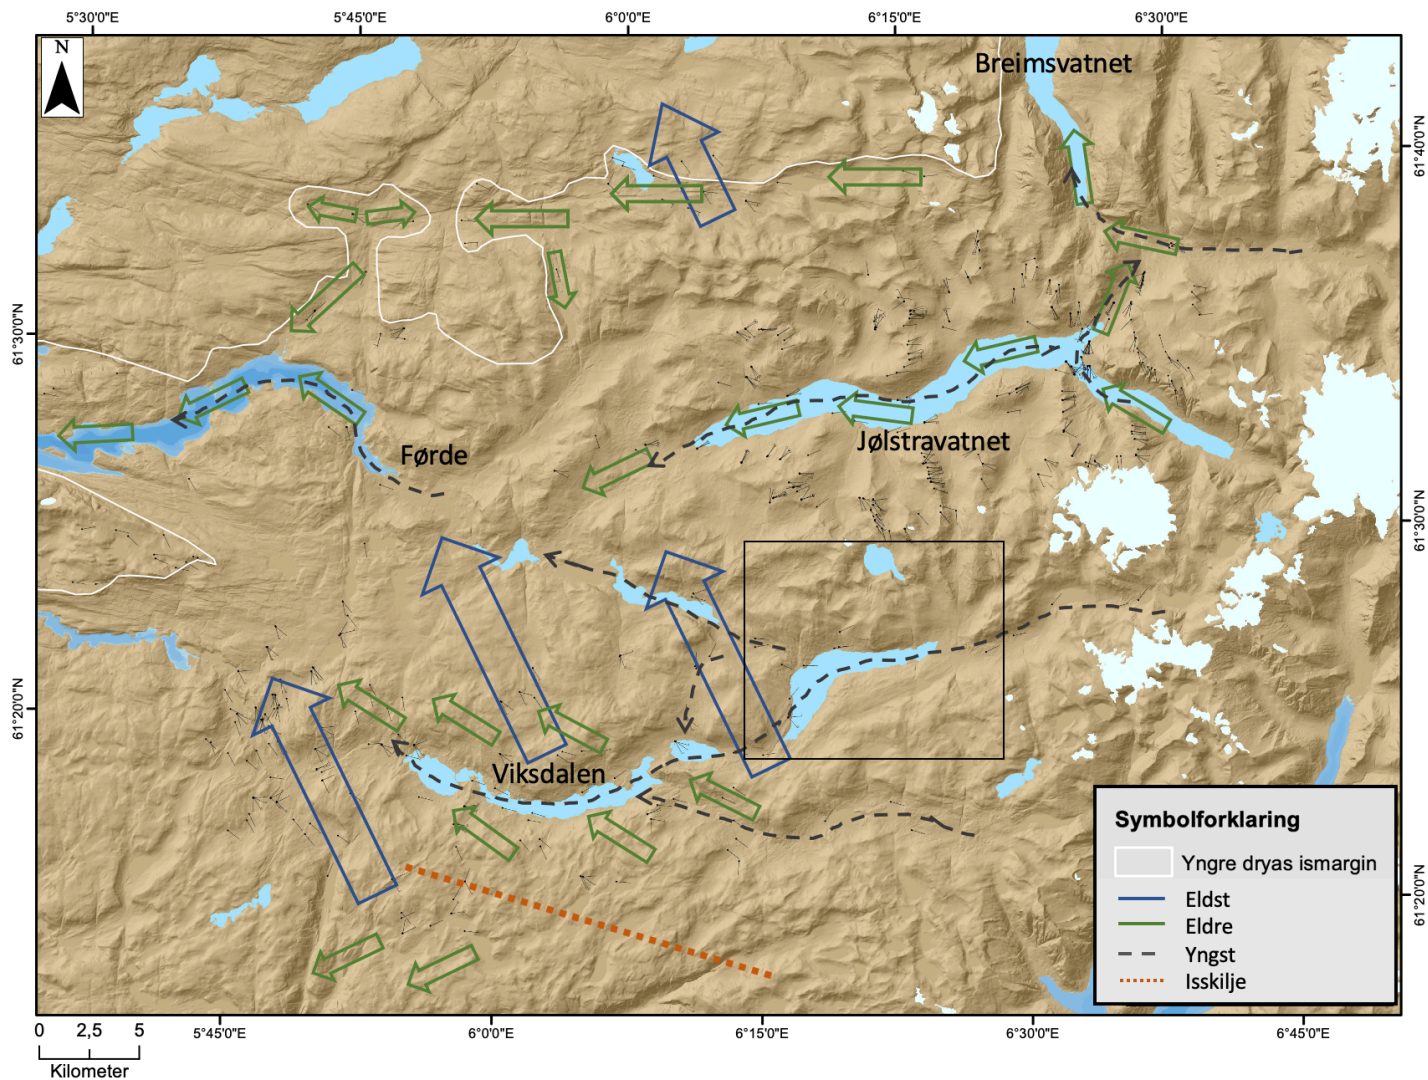 5°30'0"E
5°45'0"E
6°0'0"E
6°15'0"E
6°30'0"E
N
Breimsvatnet
61°40'0"N
61°30'0"N
Førde
Jølstravatnet
61°30'0"N
61°20'0"N
Viksdalen
61°20'0"N
Symbolforklaring
Yngre dryas ismargin
Eldst
Eldre
Yngst
Isskilje
0 2,5 5
Kilometer
5°45'0"E
6°0'0"E
6°15'0"E
6°30'0"E
6°45'0"E